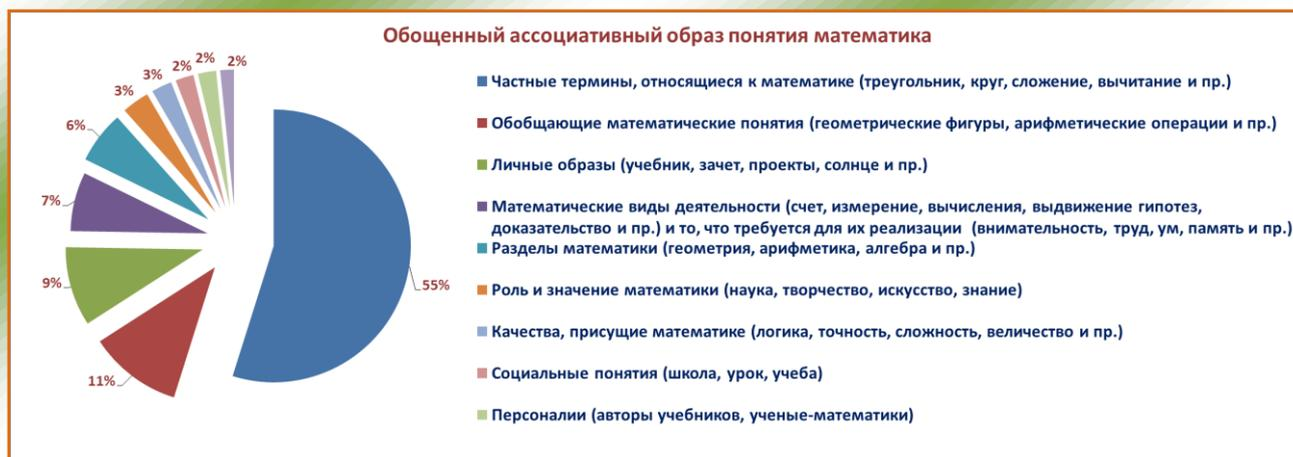 Обощенный ассоциативный образ понятия математика
2%
2%
2%
3%
3%
6%
7%
9%
11%
55%
Частные термины, относящиеся к математике (треугольник, круг, сложение, вычитание и пр.)
Обобщающие математические понятия (геометрические фигуры, арифметические операции и пр.)
Личные образы (учебник, зачет, проекты, солнце и пр.)
Математические виды деятельности (счет, измерение, вычисления, выдвижение гипотез,
доказательство и пр.) и то, что требуется для их реализации (внимательность, труд, ум, память и пр.)
Разделы математики (геометрия, арифметика, алгебра и пр.)
Роль и значение математики (наука, творчество, искусство, знание)
Качества, присущие математике (логика, точность, сложность, величество и пр.)
Социальные понятия (школа, урок, учеба)
Персоналии (авторы учебников, ученые-математики)